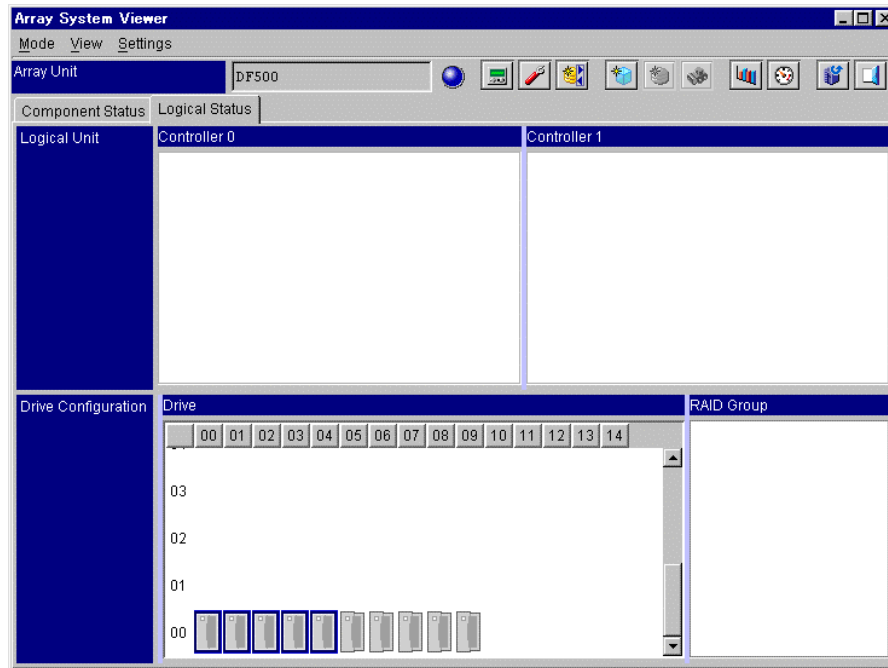 Array System Viewer
Mode View Settings
Array Unit DF500
Component Status Logical Status
Logical Unit Controller 0 Controller 1
Drive Configuration Drive RAID Group
00 01 02 03 04 05 06 07 08 09 10 11 12 13 14
03
02
01
00